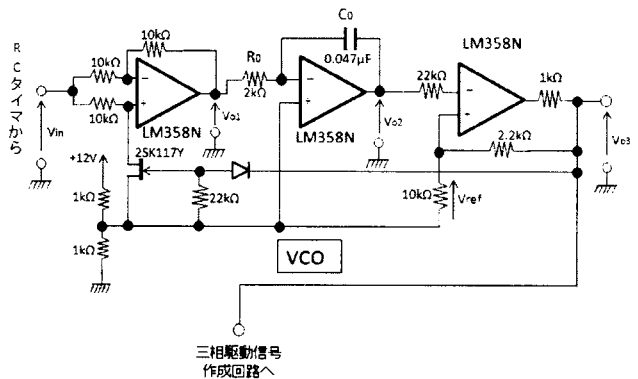 RCタイマから
Vin
10kΩ
10kΩ
10kΩ
LM358N
Vo1
R0
2kΩ
C0
0.047μF
LM358N
Vo2
22kΩ
LM358N
1kΩ
2.2kΩ
Vo3
+12V
2SK117Y
22kΩ
10kΩ
Vref
1kΩ
1kΩ
VCO
三相駆動信号
作成回路へ